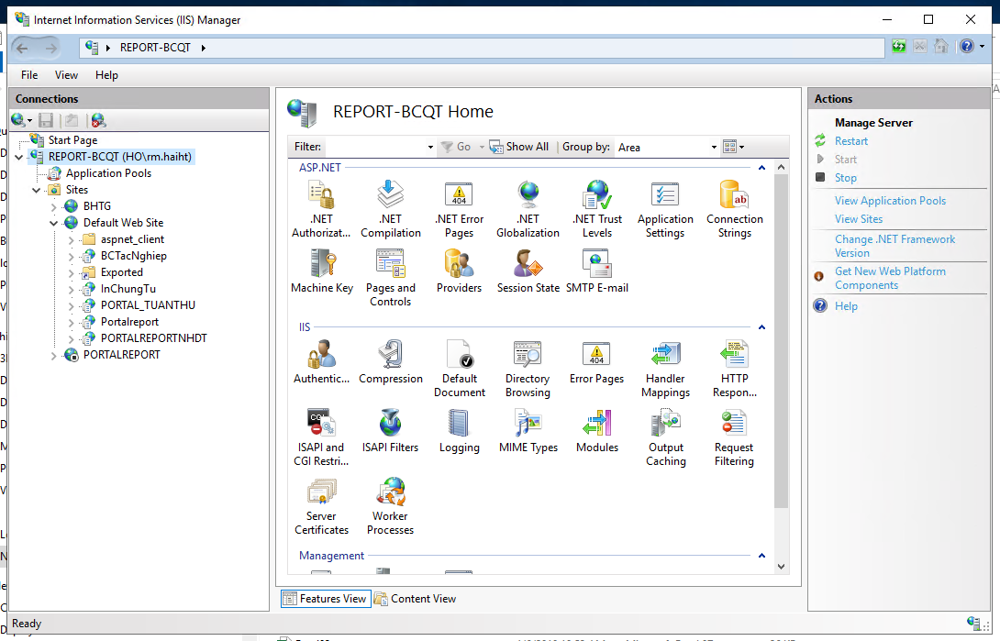 Internet Information Services (IIS) Manager
REPORT-BCQT
File View Help
Connections
Start Page
REPORT-BCQT (HO\rm.haiht)
Application Pools
Sites
BHTG
Default Web Site
aspnet_client
BCTacNghiep
Exported
InChungTu
PORTAL_TUANTHU
Portalreport
PORTALREPORTNHDT
PORTALREPORT
REPORT-BCQT Home
Filter: Go Show All Group by: Area
ASP.NET
.NET Authorizat...
.NET Compilation
.NET Error Pages
.NET Globalization
.NET Trust Levels
Application Settings
Connection Strings
Machine Key
Pages and Controls
Providers
Session State
SMTP E-mail
IIS
Authentic...
Compression
Default Document
Directory Browsing
Error Pages
Handler Mappings
HTTP Respon...
ISAPI and CGI Restri...
ISAPI Filters
Logging
MIME Types
Modules
Output Caching
Request Filtering
Server Certificates
Worker Processes
Management
Features View Content View
Actions
Manage Server
Restart
Start
Stop
View Application Pools
View Sites
Change .NET Framework
Version
Get New Web Platform
Components
Help
Ready